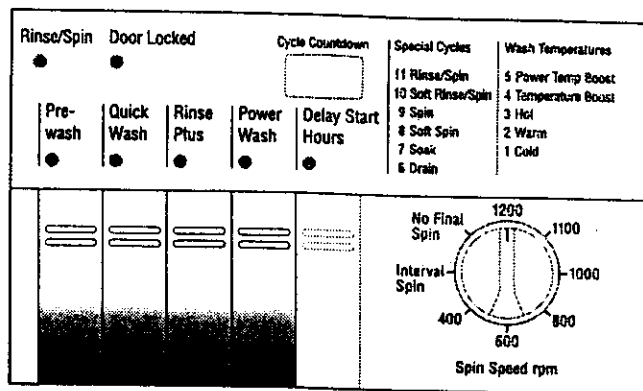 Rinse/Spin
Door Locked
Cycle Countdown
Special Cycles
11 Rinse/Spin
10 Soft Rinse/Spin
9 Spin
8 Soft Spin
7 Soak
6 Drain
Wash Temperatures
5 Power Temp Boost
4 Temperature Boost
3 Hot
2 Warm
1 Cold
Pre-
wash
Quick
Wash
Rinse
Plus
Power
Wash
Delay Start
Hours
No Final
Spin
1200
1100
Interval
Spin
1000
400
800
600
Spin Speed rpm